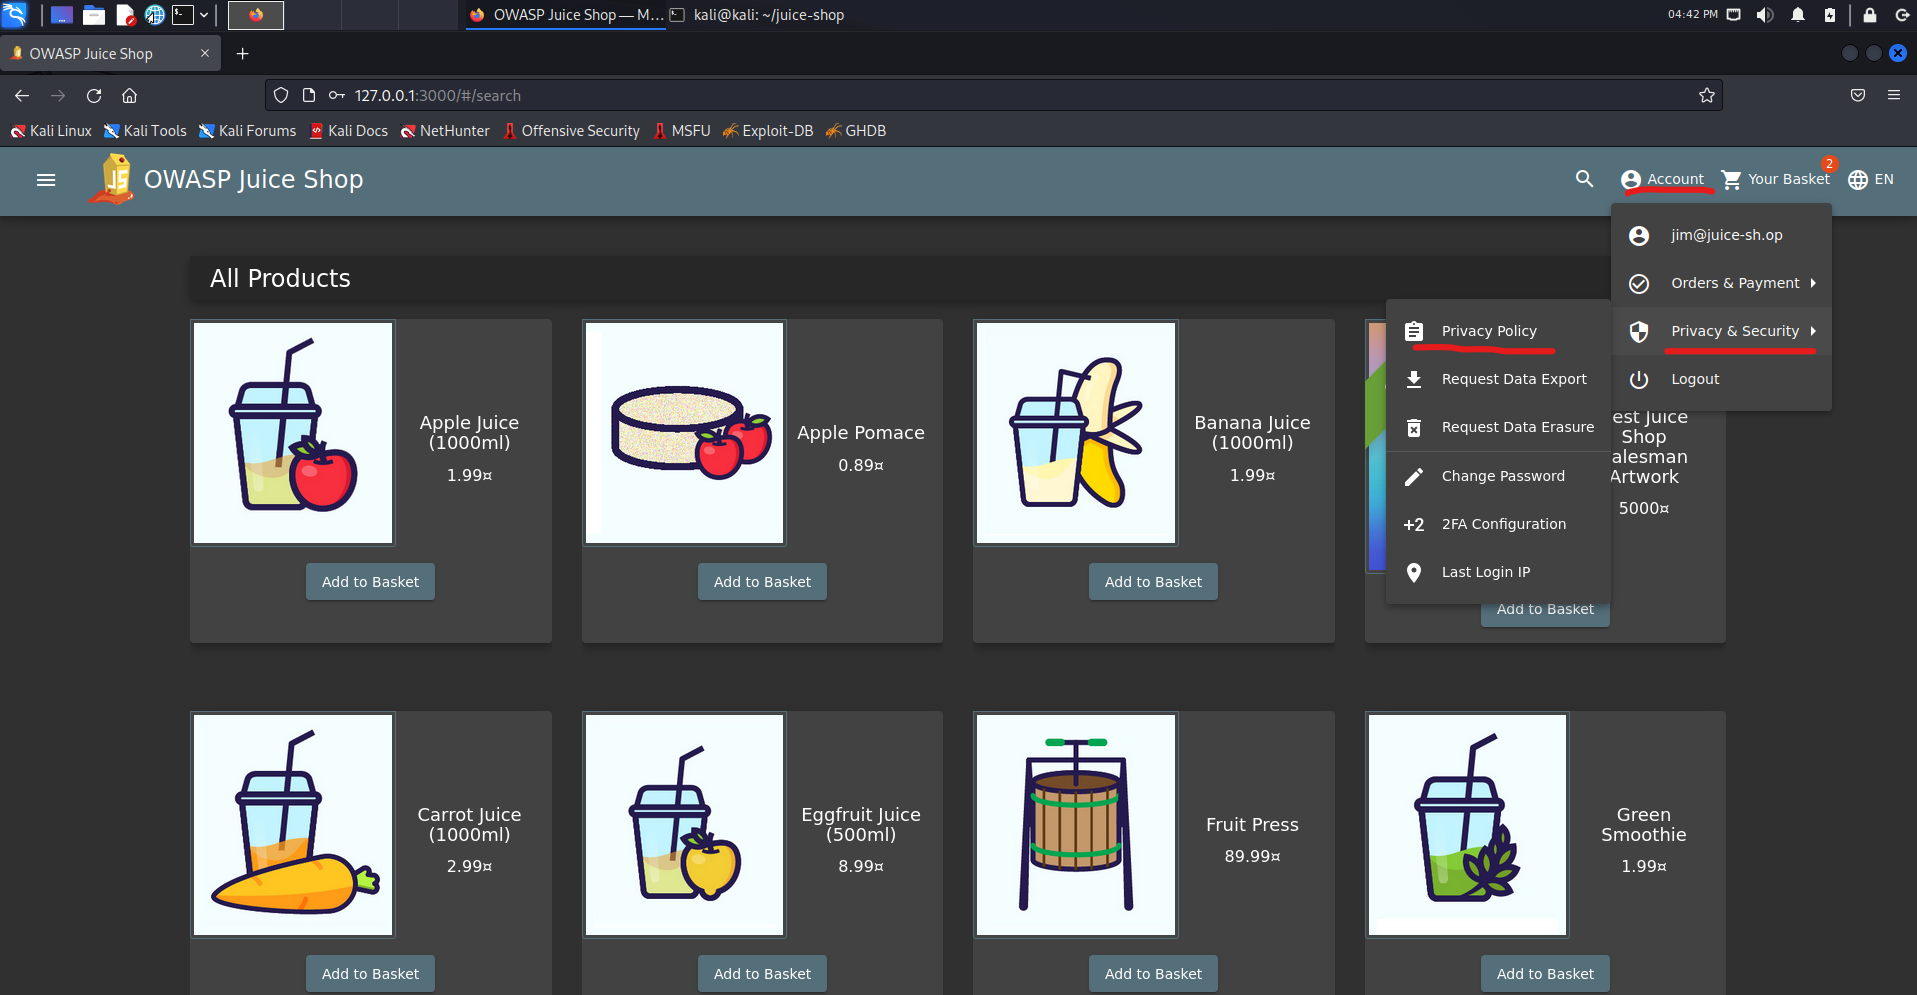 OWASP Juice Shop — M…
kali@kali: ~/juice-shop
04:42 PM
OWASP Juice Shop
127.0.0.1:3000/#/search
Kali Linux
Kali Tools
Kali Forums
Kali Docs
NetHunter
Offensive Security
MSFU
Exploit-DB
GHDB
JS
OWASP Juice Shop
Account
Your Basket
2
EN
jim@juice-sh.op
Orders & Payment
Privacy & Security
Logout
Privacy Policy
Request Data Export
Request Data Erasure
Change Password
+2
2FA Configuration
Last Login IP
All Products
Apple Juice
(1000ml)
1.99¤
Add to Basket
Apple Pomace
0.89¤
Add to Basket
Banana Juice
(1000ml)
1.99¤
Add to Basket
est Juice
Shop
alesman
Artwork
5000¤
Add to Basket
Carrot Juice
(1000ml)
2.99¤
Add to Basket
Eggfruit Juice
(500ml)
8.99¤
Add to Basket
Fruit Press
89.99¤
Add to Basket
Green
Smoothie
1.99¤
Add to Basket